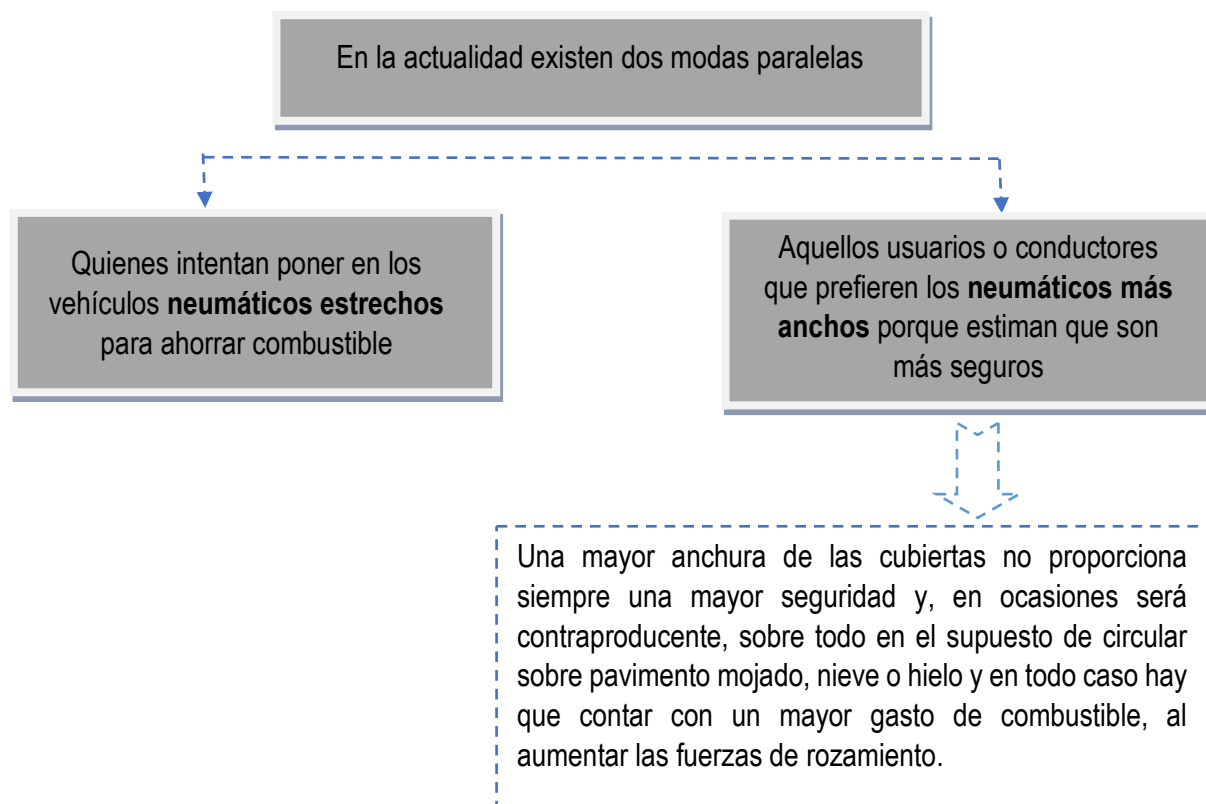 En la actualidad existen dos modas paralelas
Quienes intentan poner en los
vehículos neumáticos estrechos
para ahorrar combustible
Aquellos usuarios o conductores
que prefieren los neumáticos más
anchos porque estiman que son
más seguros
Una mayor anchura de las cubiertas no proporciona
siempre una mayor seguridad y, en ocasiones será
contraproducente, sobre todo en el supuesto de circular
sobre pavimento mojado, nieve o hielo y en todo caso hay
que contar con un mayor gasto de combustible, al
aumentar las fuerzas de rozamiento.